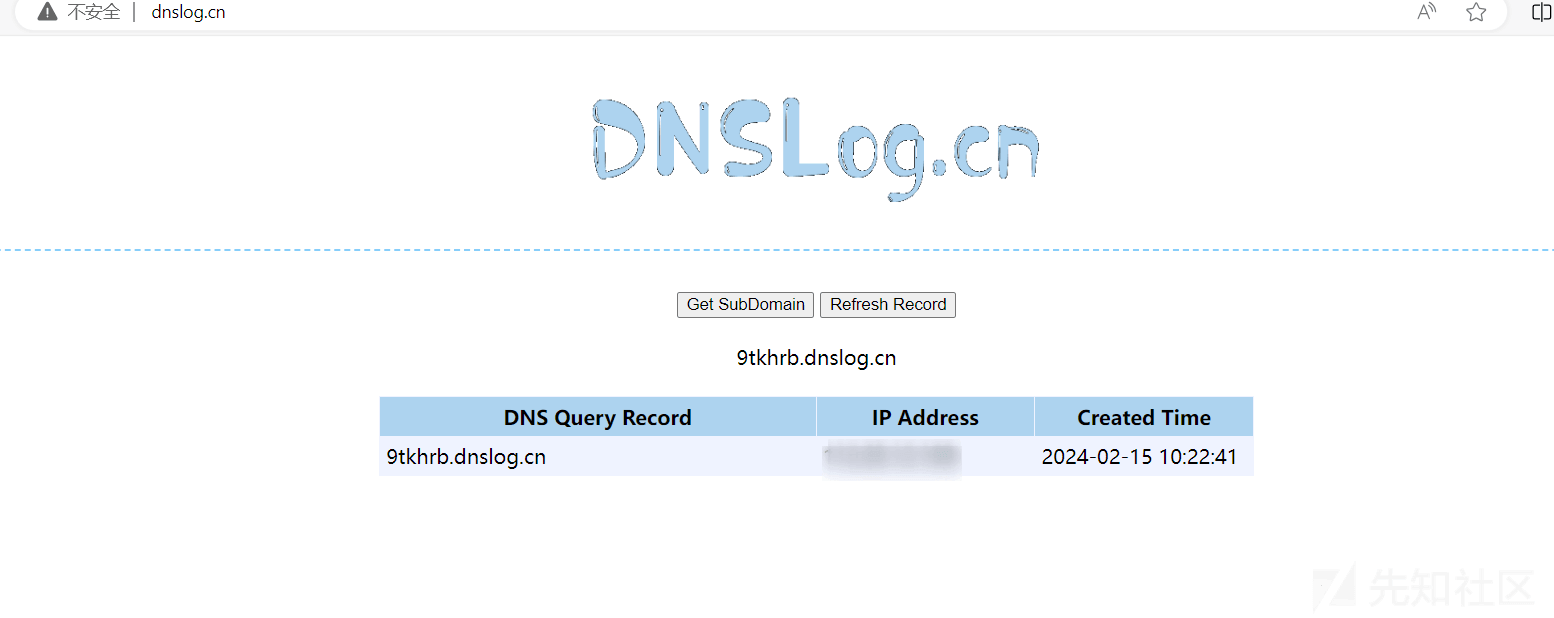 不安全 | dnslog.cn
DNSLog.cn
Get SubDomain Refresh Record
9tkhrb.dnslog.cn
DNS Query Record IP Address Created Time
9tkhrb.dnslog.cn 2024-02-15 10:22:41
先知社区